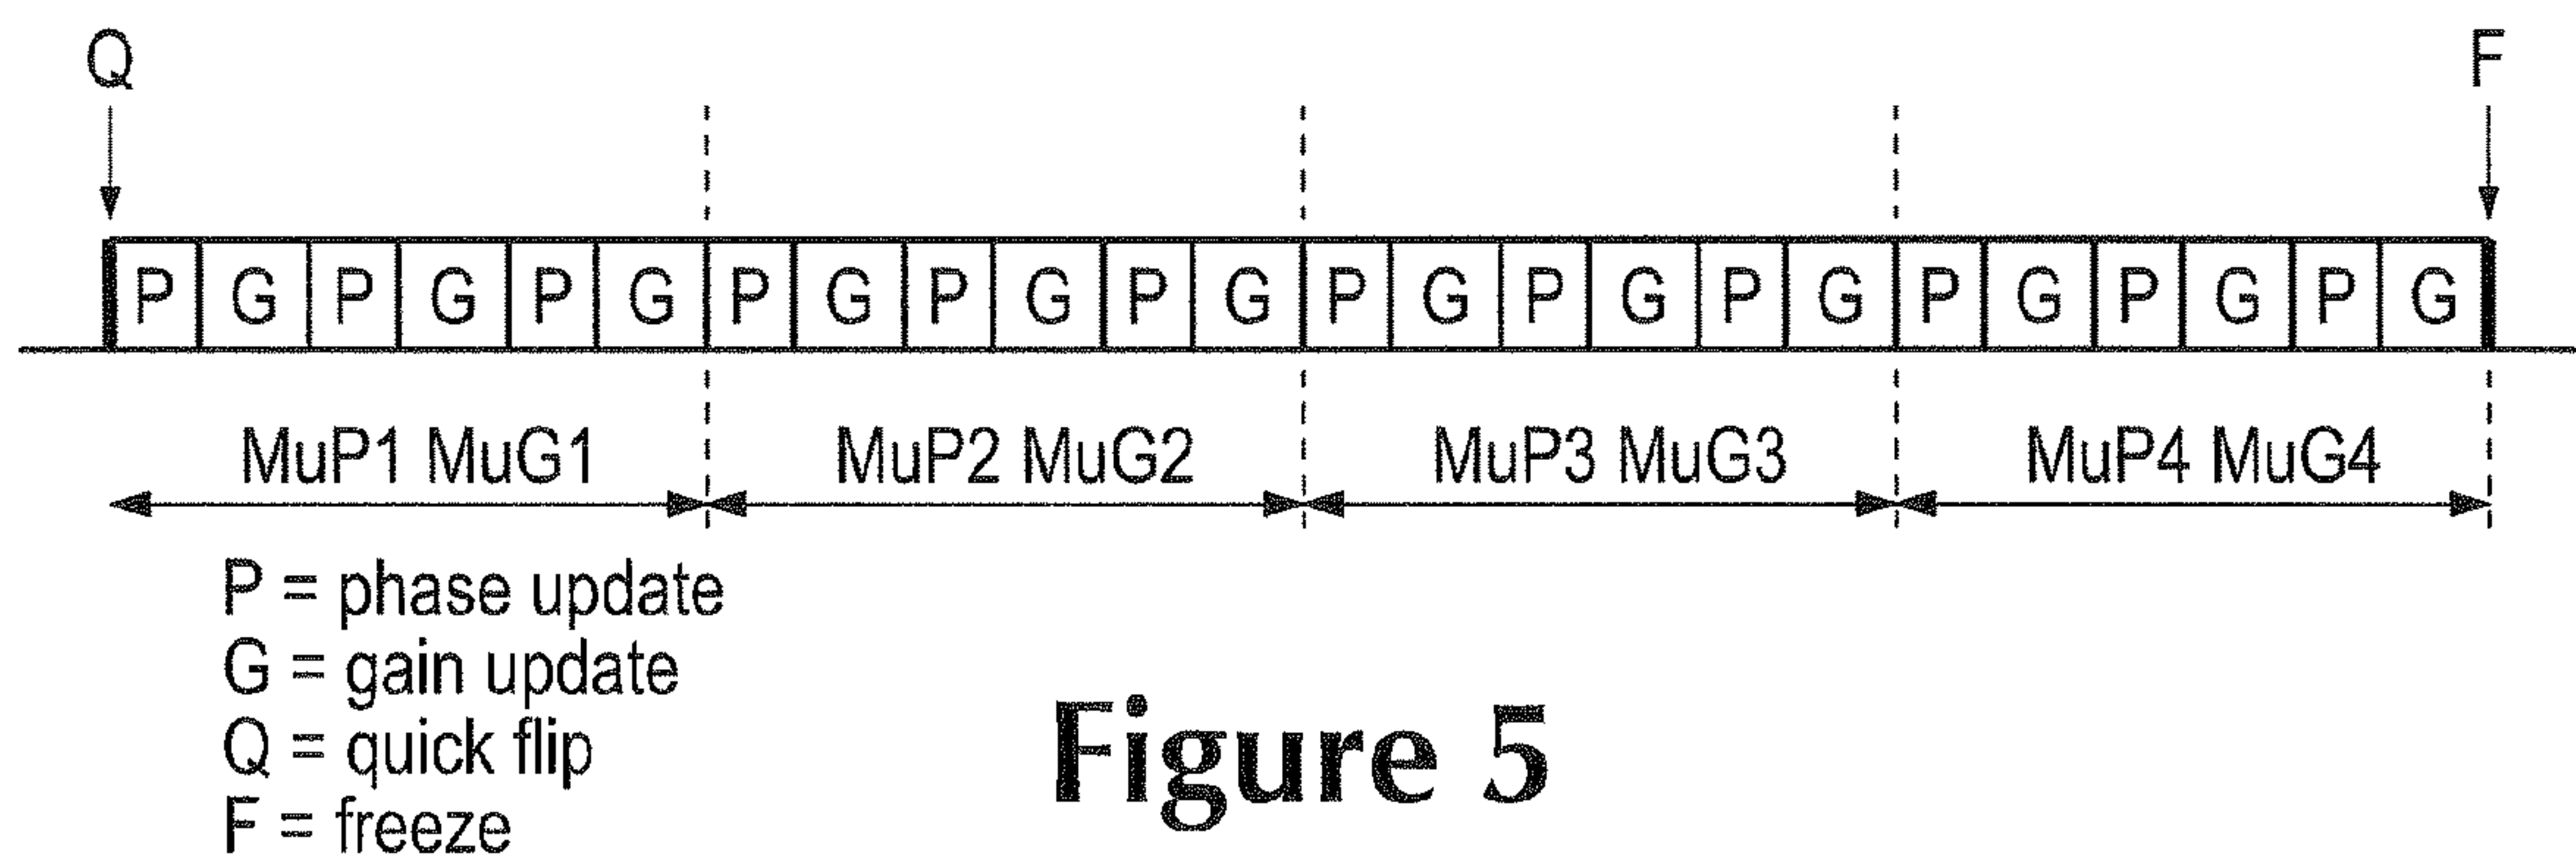 Q F
P G P G P G P G P G P G P G P G P G P G P G P G
MuP1 MuG1 MuP2 MuG2 MuP3 MuG3 MuP4 MuG4
P = phase update
G = gain update
Q = quick flip
F = freeze
Figure 5